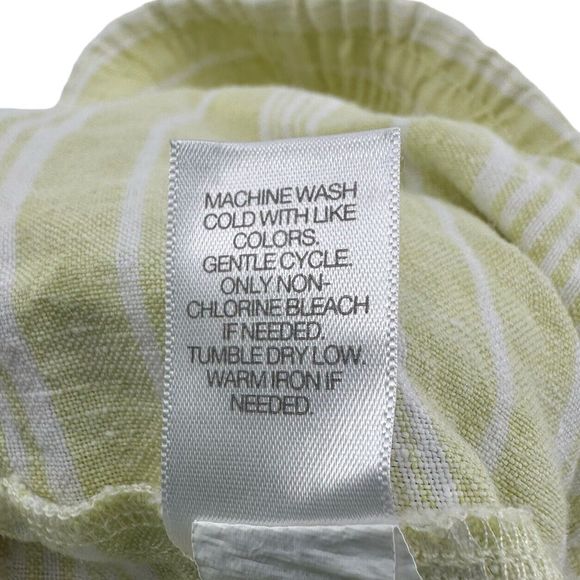 MACHINE WASH
COLD WITH LIKE
COLORS.
GENTLE CYCLE.
ONLY NON-
CHLORINE BLEACH
IF NEEDED.
TUMBLE DRY LOW.
WARM IRON IF
NEEDED.